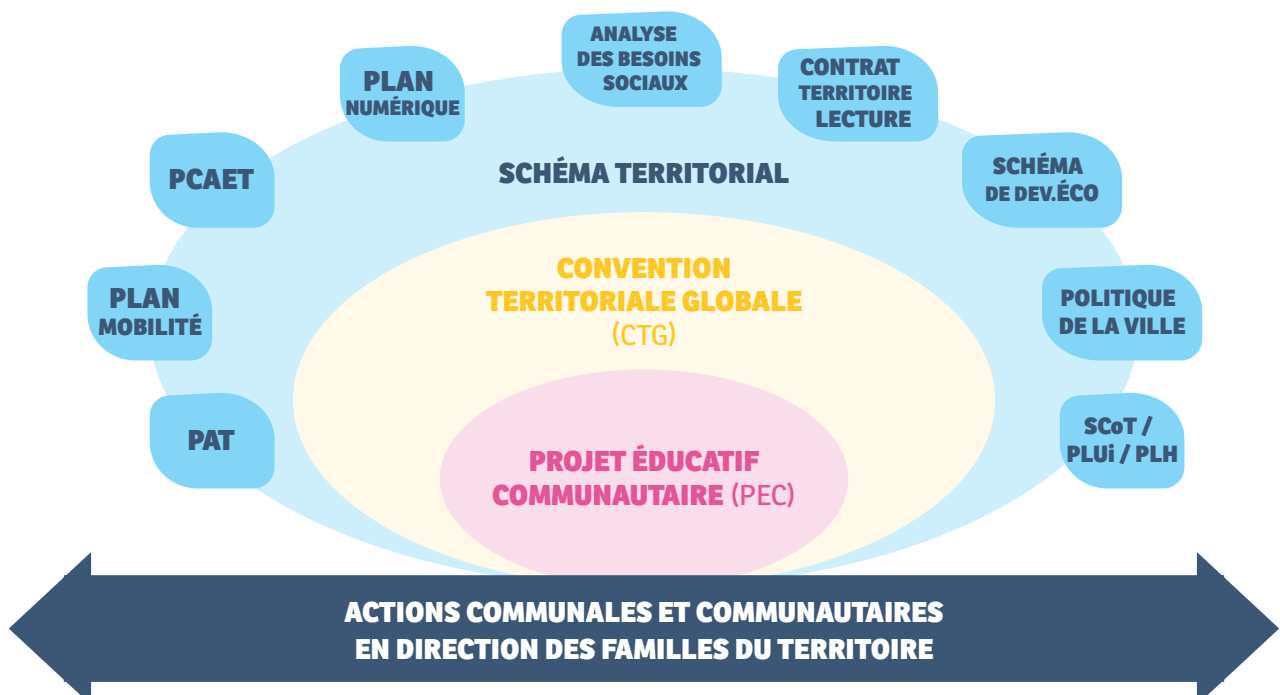 ANALYSE
DES BESOINS
SOCIAUX
PLAN
NUMÉRIQUE
CONTRAT
TERRITOIRE
LECTURE
PCAET
SCHÉMA TERRITORIAL
SCHÉMA
DE DEV.ÉCO
PLAN
MOBILITÉ
CONVENTION
TERRITORIALE GLOBALE
(CTG)
POLITIQUE
DE LA VILLE
PAT
PROJET ÉDUCATIF
COMMUNAUTAIRE (PEC)
SCoT /
PLUi / PLH
ACTIONS COMMUNALES ET COMMUNAUTAIRES
EN DIRECTION DES FAMILLES DU TERRITOIRE